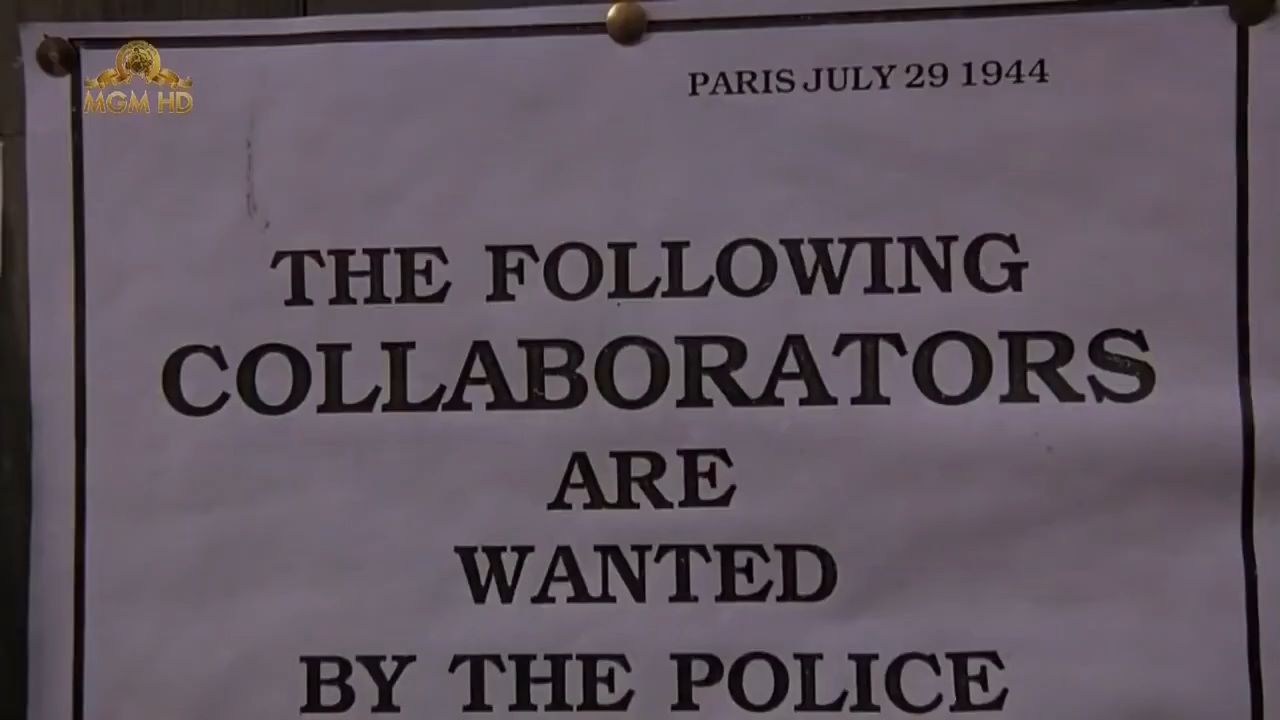 MGM HD
PARIS JULY 29 1944
THE FOLLOWING
COLLABORATORS
ARE
WANTED
BY THE POLICE